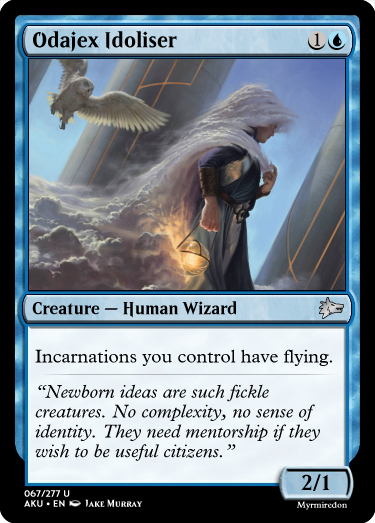 Odajex Idoliser 1
Creature — Human Wizard
Incarnations you control have flying.
“Newborn ideas are such fickle
creatures. No complexity, no sense of
identity. They need mentorship if they
wish to be useful citizens.”
2/1
067/277 U
AKU • EN Jake Murray
Myrmiredon